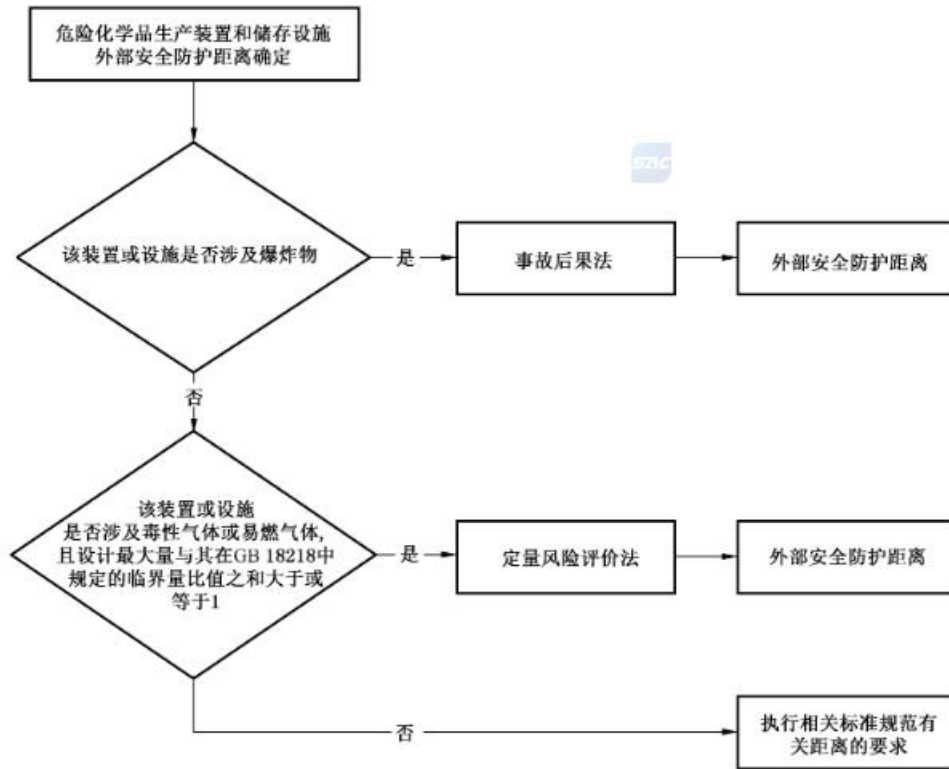 危险化学品生产装置和储存设施
外部安全防护距离确定
该装置或设施是否涉及爆炸物
是
事故后果法
外部安全防护距离
否
该装置或设施
是否涉及毒性气体或易燃气体,
且设计最大量与其在GB 18218中
规定的临界量比值之和大于或
等于1
是
定量风险评价法
外部安全防护距离
否
执行相关标准规范有
关距离的要求